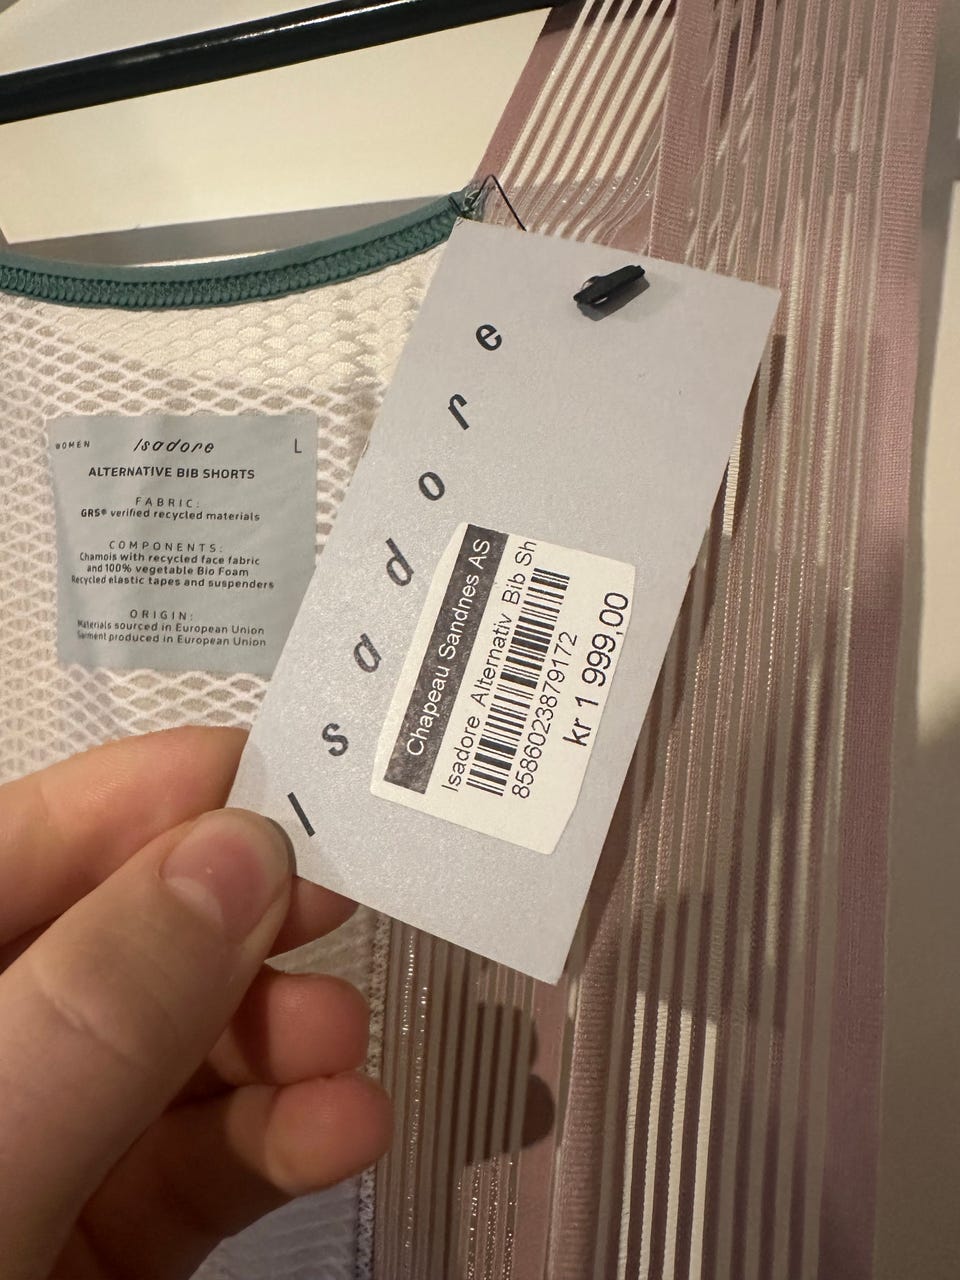 WOMEN Isadore L
ALTERNATIVE BIB SHORTS
FABRIC:
GRS® verified recycled materials
COMPONENTS:
Chamois with recycled face fabric
and 100% vegetable Bio Foam
Recycled elastic tapes and suspenders
ORIGIN:
Materials sourced in European Union
Garment produced in European Union
Isadore
Chapeau Sandnes AS
Isadore Alternativ Bib Sh
8586023879172
kr 1 999,00